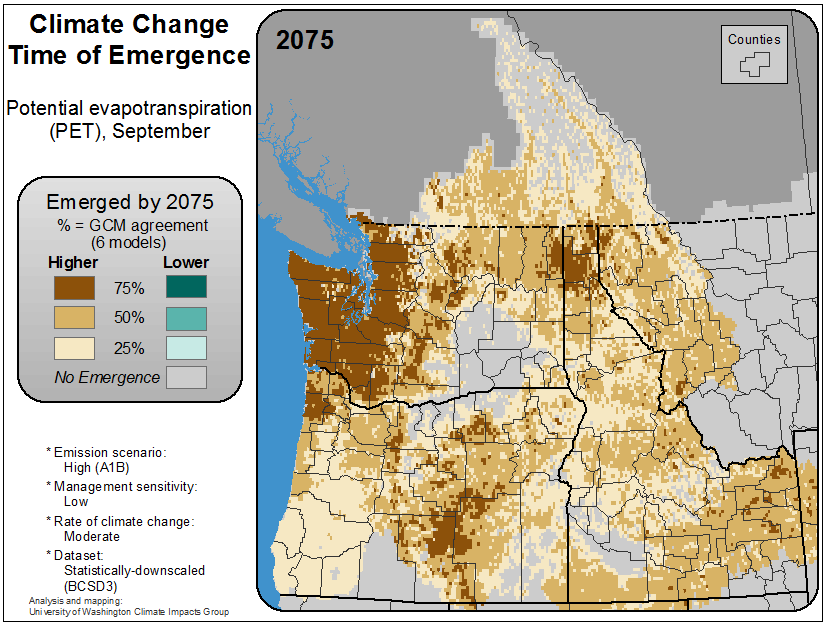 Climate Change
Time of Emergence
Potential evapotranspiration
(PET), September
Emerged by 2075
% = GCM agreement
(6 models)
Higher Lower
75%
50%
25%
No Emergence
* Emission scenario:
High (A1B)
* Management sensitivity:
Low
* Rate of climate change:
Moderate
* Dataset:
Statistically-downscaled
(BCSD3)
Analysis and mapping:
University of Washington Climate Impacts Group
2075
Counties